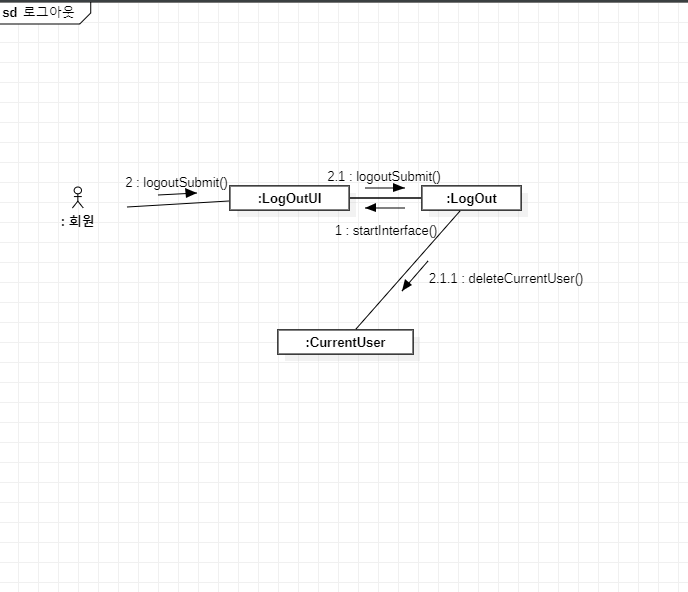 sd 로그아웃
2.1 : logoutSubmit()
2 : logoutSubmit()
:LogOutUI
:LogOut
: 회원
1 : startInterface()
2.1.1 : deleteCurrentUser()
:CurrentUser